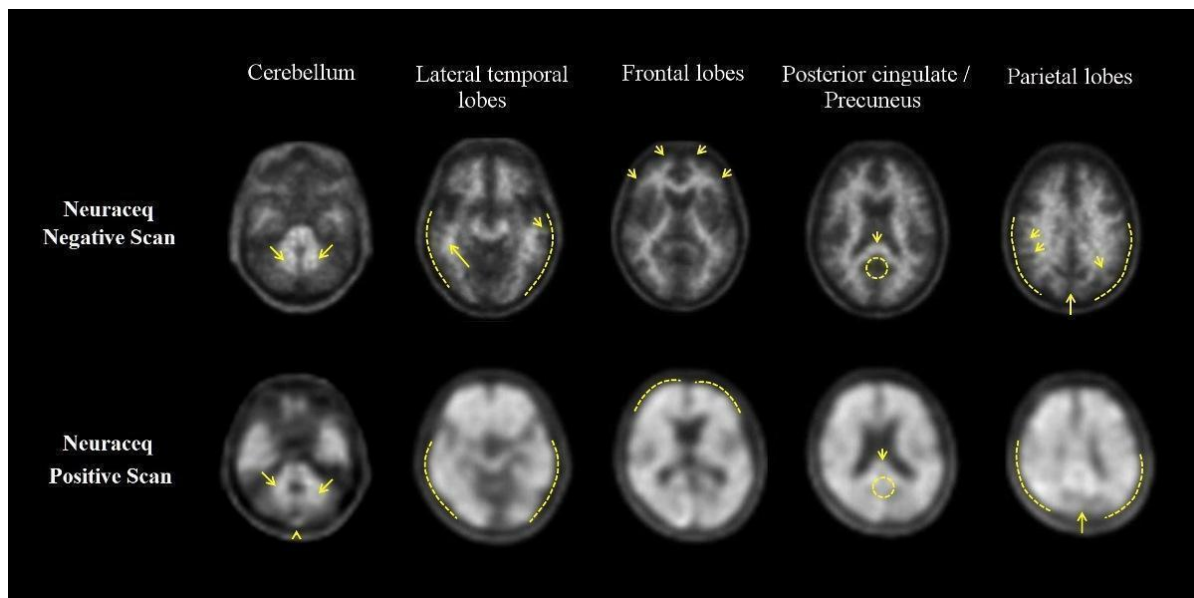 Cerebellum
Lateral temporal
lobes
Frontal lobes
Posterior cingulate /
Precuneus
Parietal lobes
Neuraceq
Negative Scan
Neuraceq
Positive Scan